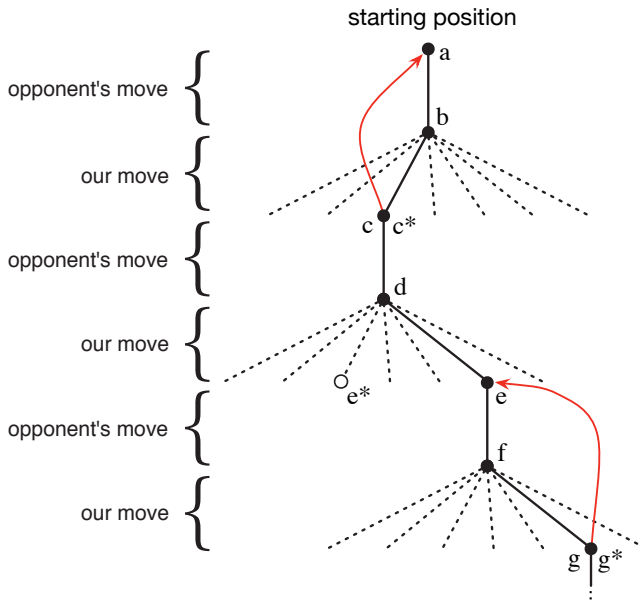 starting position
a
opponent's move
b
our move
c c*
opponent's move
d
our move
e* e
opponent's move
f
our move
g g*